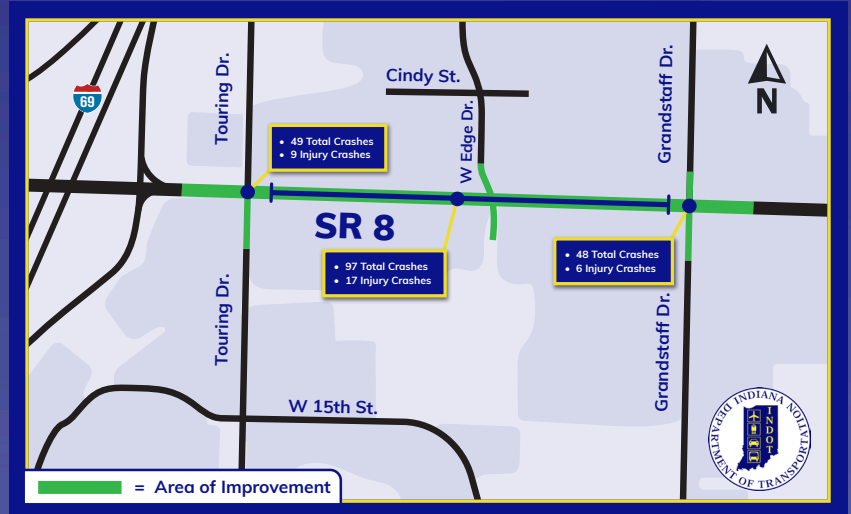 Touring Dr.
Cindy St.
W Edge Dr.
Grandstaff Dr.
N
69
• 49 Total Crashes
• 9 Injury Crashes
SR 8
• 97 Total Crashes
• 17 Injury Crashes
• 48 Total Crashes
• 6 Injury Crashes
Touring Dr.
Grandstaff Dr.
W 15th St.
INDIANA
DEPARTMENT OF TRANSPORTATION
INDOT
= Area of Improvement